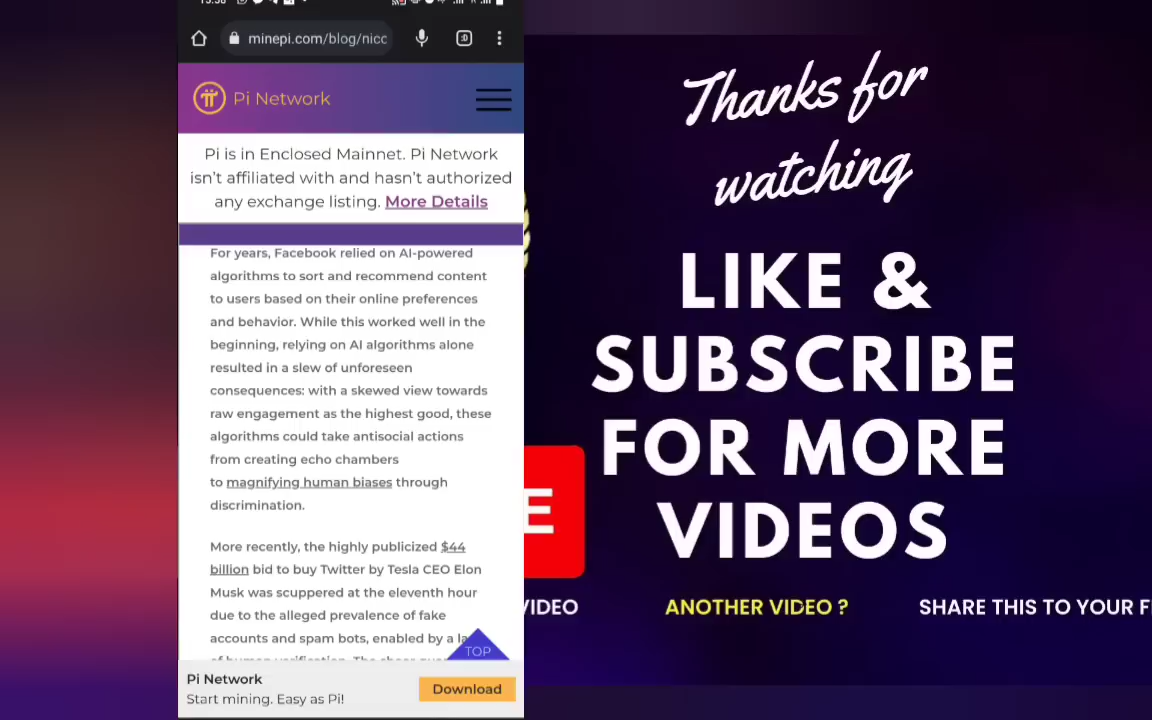 minepi.com/blog/nicc
:D
Pi Network
Pi is in Enclosed Mainnet. Pi Network
isn't affiliated with and hasn't authorized
any exchange listing. More Details
For years, Facebook relied on AI-powered
algorithms to sort and recommend content
to users based on their online preferences
and behavior. While this worked well in the
beginning, relying on AI algorithms alone
resulted in a slew of unforeseen
consequences: with a skewed view towards
raw engagement as the highest good, these
algorithms could take antisocial actions
from creating echo chambers
to magnifying human biases through
discrimination.
More recently, the highly publicized $44
billion bid to buy Twitter by Tesla CEO Elon
Musk was scuppered at the eleventh hour
due to the alleged prevalence of fake
accounts and spam bots, enabled by a
TOP
Pi Network
Start mining. Easy as Pi!
Download
Thanks for
watching
LIKE &
SUBSCRIBE
FOR MORE
VIDEOS
E
VIDEO
ANOTHER VIDEO ?
SHARE THIS TO YOUR F